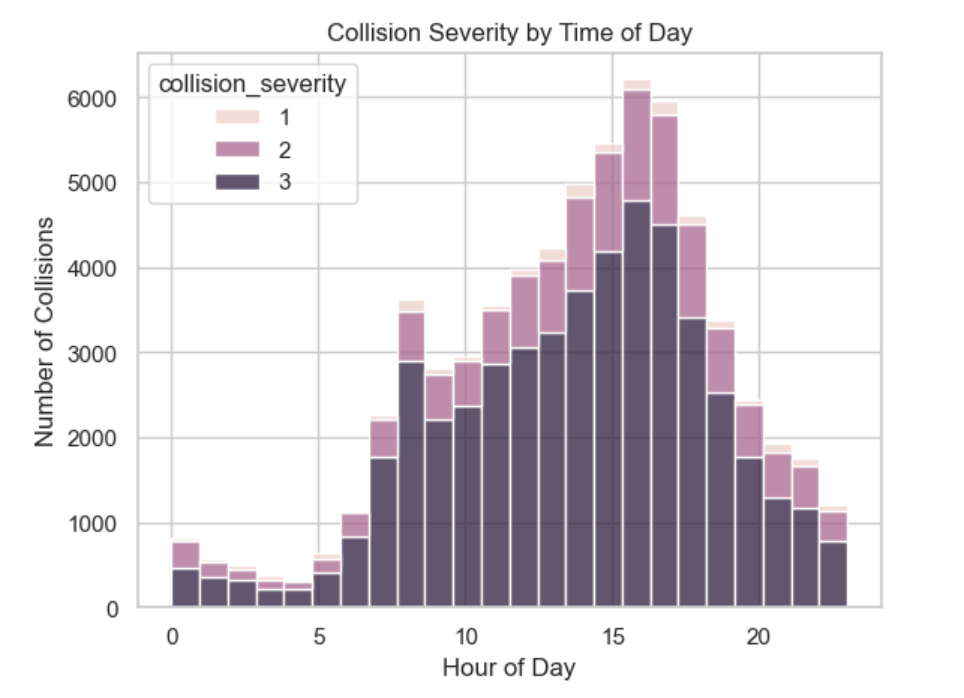 Collision Severity by Time of Day
collision_severity
1
2
3
Number of Collisions
6000
5000
4000
3000
2000
1000
0
0 5 10 15 20
Hour of Day